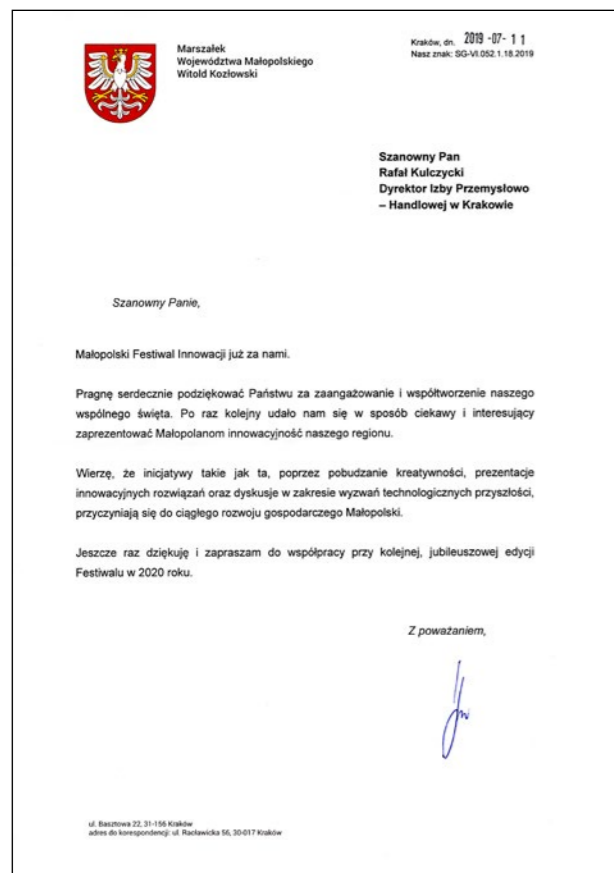 Marszałek
Województwa Małopolskiego
Witold Kozłowski
Kraków, dn. 2019 -07- 11
Nasz znak: SG-VI.052.1.18.2019
Szanowny Pan
Rafał Kulczycki
Dyrektor Izby Przemysłowo
– Handlowej w Krakowie
Szanowny Panie,
Małopolski Festiwal Innowacji już za nami.
Pragnę serdecznie podziękować Państwu za zaangażowanie i współtworzenie naszego
wspólnego święta. Po raz kolejny udało nam się w sposób ciekawy i interesujący
zaprezentować Małopolanom innowacyjność naszego regionu.
Wierzę, że inicjatywy takie jak ta, poprzez pobudzanie kreatywności, prezentacje
innowacyjnych rozwiązań oraz dyskusje w zakresie wyzwań technologicznych przyszłości,
przyczyniają się do ciągłego rozwoju gospodarczego Małopolski.
Jeszcze raz dziękuję i zapraszam do współpracy przy kolejnej, jubileuszowej edycji
Festiwalu w 2020 roku.
Z poważaniem,
ul. Basztowa 22, 31-156 Kraków
adres do korespondencji: ul. Racławicka 56, 30-017 Kraków